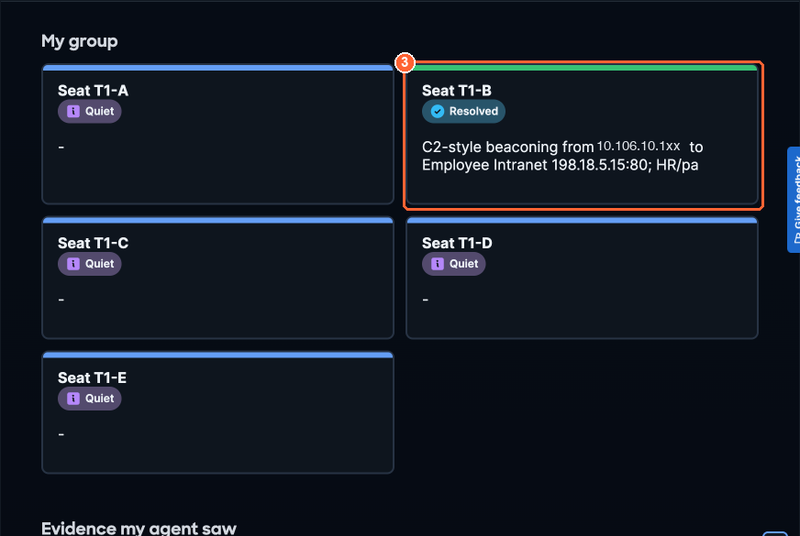 My group
3
Seat T1-A
Quiet
-
Seat T1-B
Resolved
C2-style beaconing from 10.106.10.1xx to
Employee Intranet 198.18.5.15:80; HR/pa
Seat T1-C
Quiet
-
Seat T1-D
Quiet
-
Seat T1-E
Quiet
-
Give feedback
Evidence my agent saw